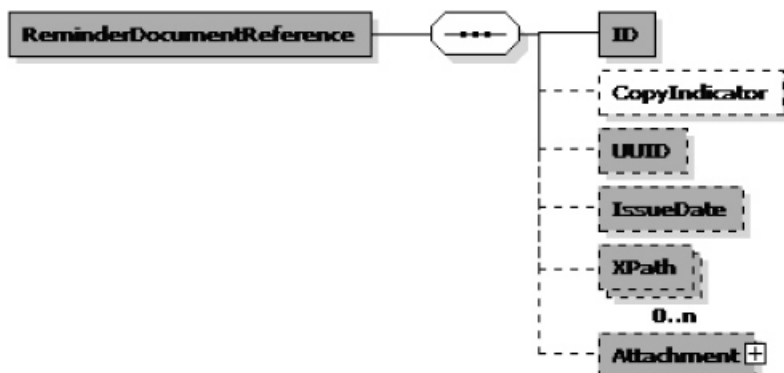 ReminderDocumentReference
ID
CopyIndicator
UUID
IssueDate
XPath
0..n
Attachment